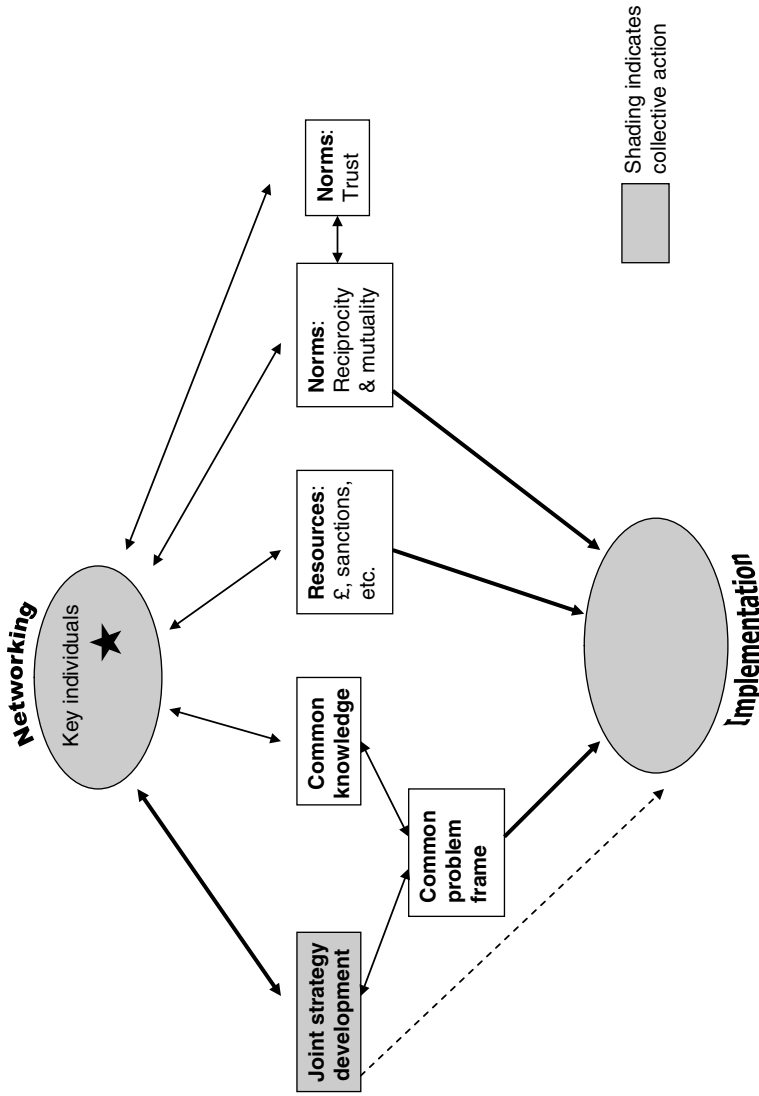 Networking
Key individuals
Joint strategy
development
Common
knowledge
Resources:
£, sanctions,
etc.
Norms:
Reciprocity
& mutuality
Norms:
Trust
Common
problem
frame
Implementation
Shading indicates
collective action